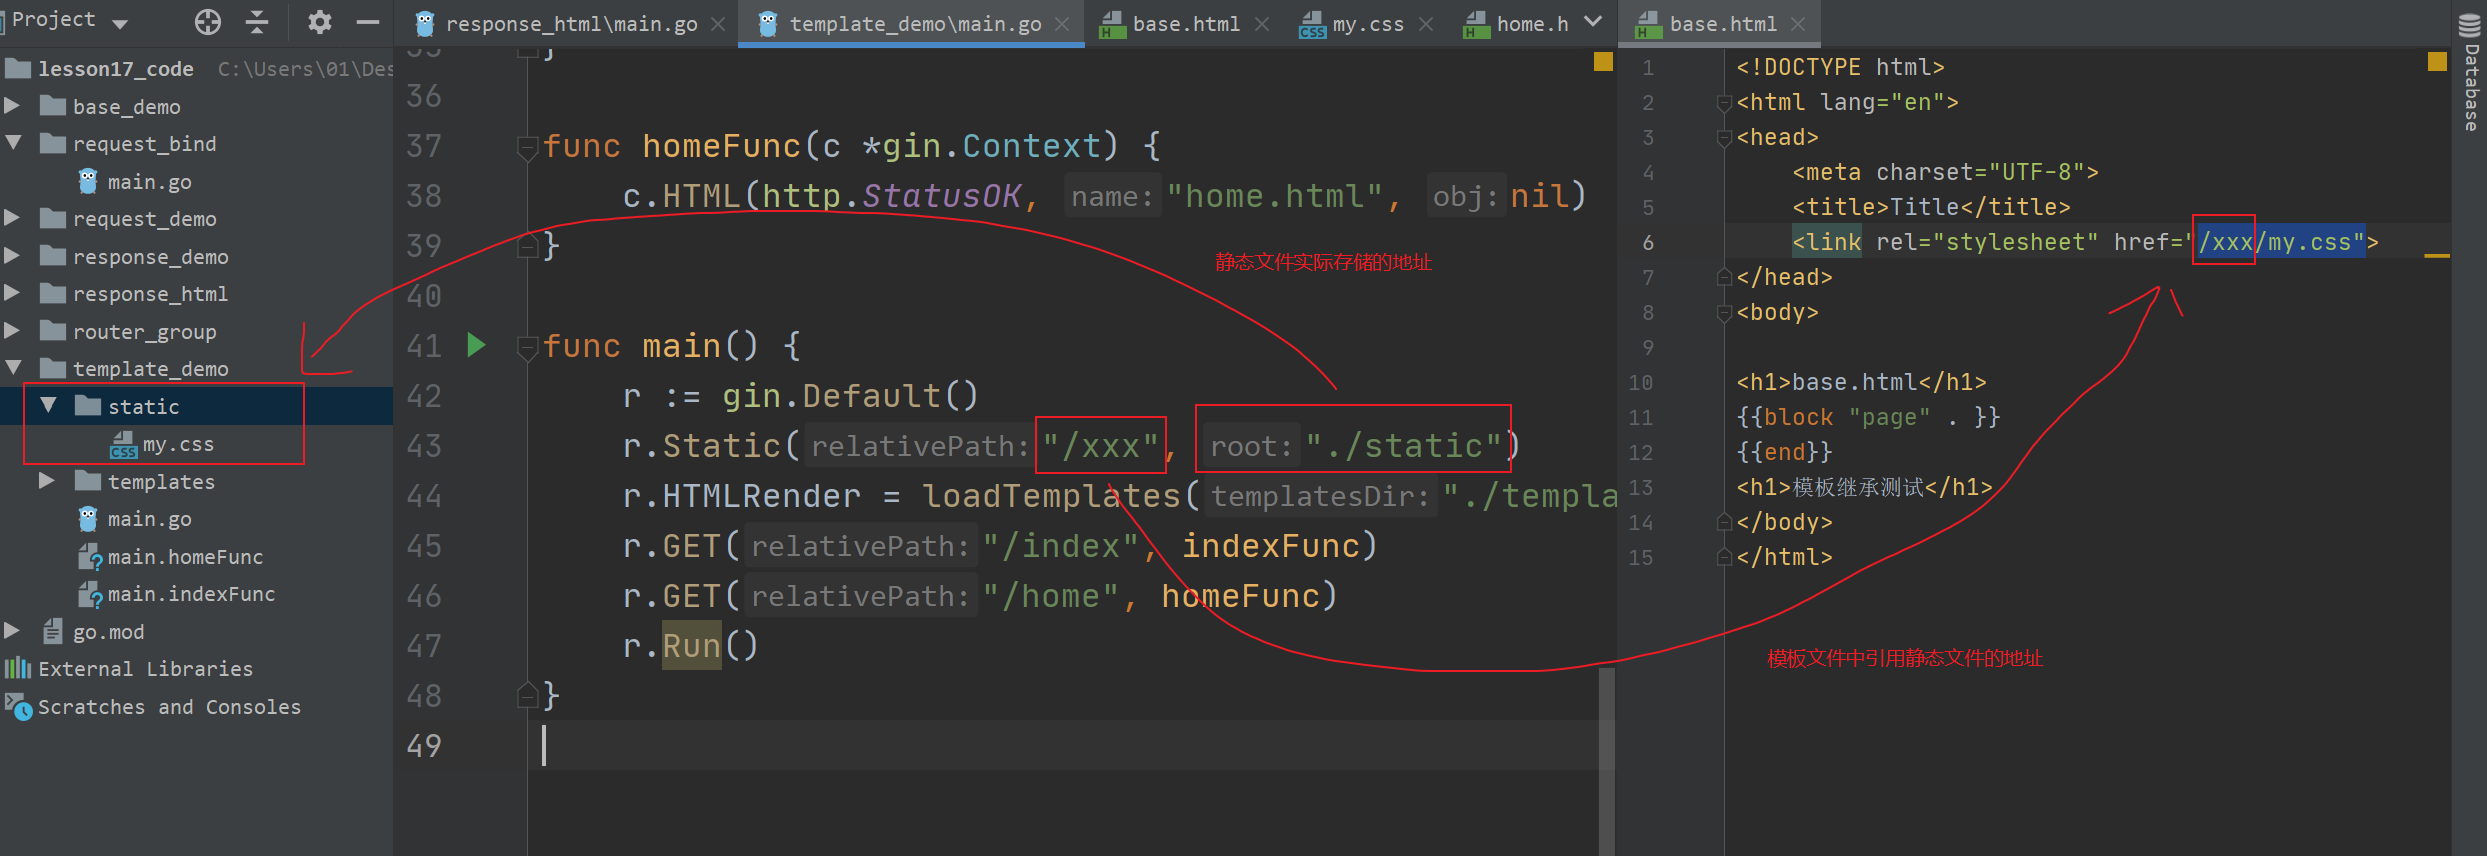 Project
lesson17_code C:\Users\01\Des
base_demo
request_bind
main.go
request_demo
response_demo
response_html
router_group
template_demo
static
my.css
templates
main.go
main.homeFunc
main.indexFunc
go.mod
External Libraries
Scratches and Consoles
response_html\main.go
template_demo\main.go
base.html
my.css
home.h
35 }
36
37 func homeFunc(c *gin.Context) {
38 c.HTML(http.StatusOK, name: "home.html", obj: nil)
39 }
静态文件实际存储的地址
40
41 func main() {
42 r := gin.Default()
43 r.Static( relativePath: "/xxx", root: "./static")
44 r.HTMLRender = loadTemplates( templatesDir: "./templa
45 r.GET( relativePath: "/index", indexFunc)
46 r.GET( relativePath: "/home", homeFunc)
47 r.Run()
48 }
49
base.html
1 <!DOCTYPE html>
2 <html lang="en">
3 <head>
4 <meta charset="UTF-8">
5 <title>Title</title>
6 <link rel="stylesheet" href="/xxx/my.css">
7 </head>
8 <body>
9
10 <h1>base.html</h1>
11 {{block "page" . }}
12 {{end}}
13 <h1>模板继承测试</h1>
14 </body>
15 </html>
模板文件中引用静态文件的地址
Database